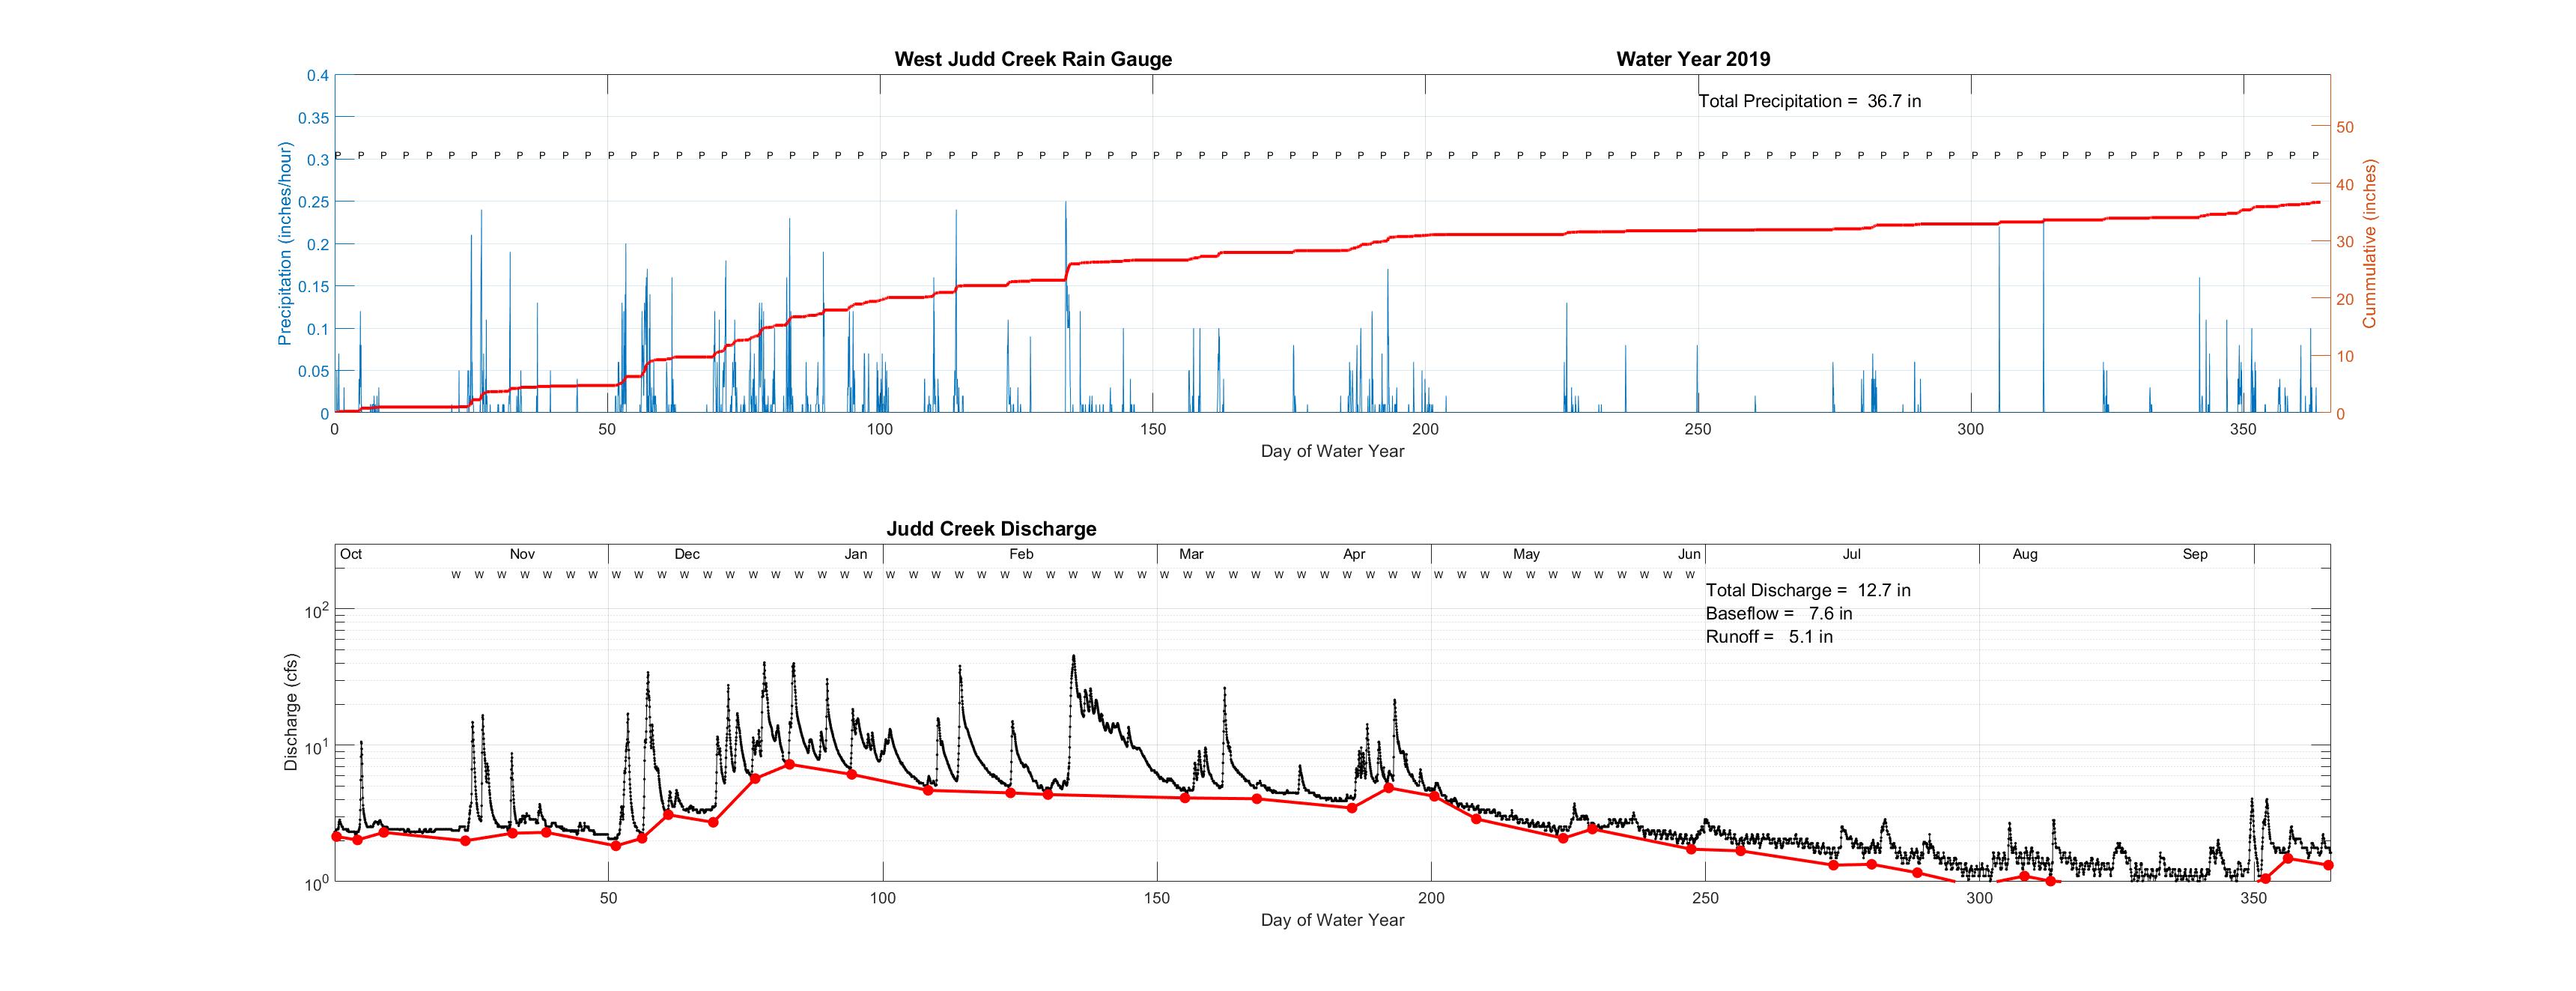 West Judd Creek Rain Gauge Water Year 2019
Total Precipitation = 36.7 in
0.4
0.35
0.3
0.25
0.2
0.15
0.1
0.05
0
Precipitation (inches/hour)
P P P P P P P P P P P P P P P P P P P P P P P P P P P P P P P P P P P P P P P P P P P P P P P P P P P P P P P P P P P P P P P P P P P P P P P P P P P P P P P P P P P P P P P P
50
40
30
20
10
0
Cummulative (inches)
0 50 100 150 200 250 300 350
Day of Water Year
Judd Creek Discharge
Oct Nov Dec Jan Feb Mar Apr May Jun Jul Aug Sep
W W W W W W W W W W W W W W W W W W W W W W W W W W W W W W W W W W W W W W W W W W W W W W W W W W W W W W W
Total Discharge = 12.7 in
Baseflow = 7.6 in
Runoff = 5.1 in
10²
10¹
10⁰
Discharge (cfs)
50 100 150 200 250 300 350
Day of Water Year